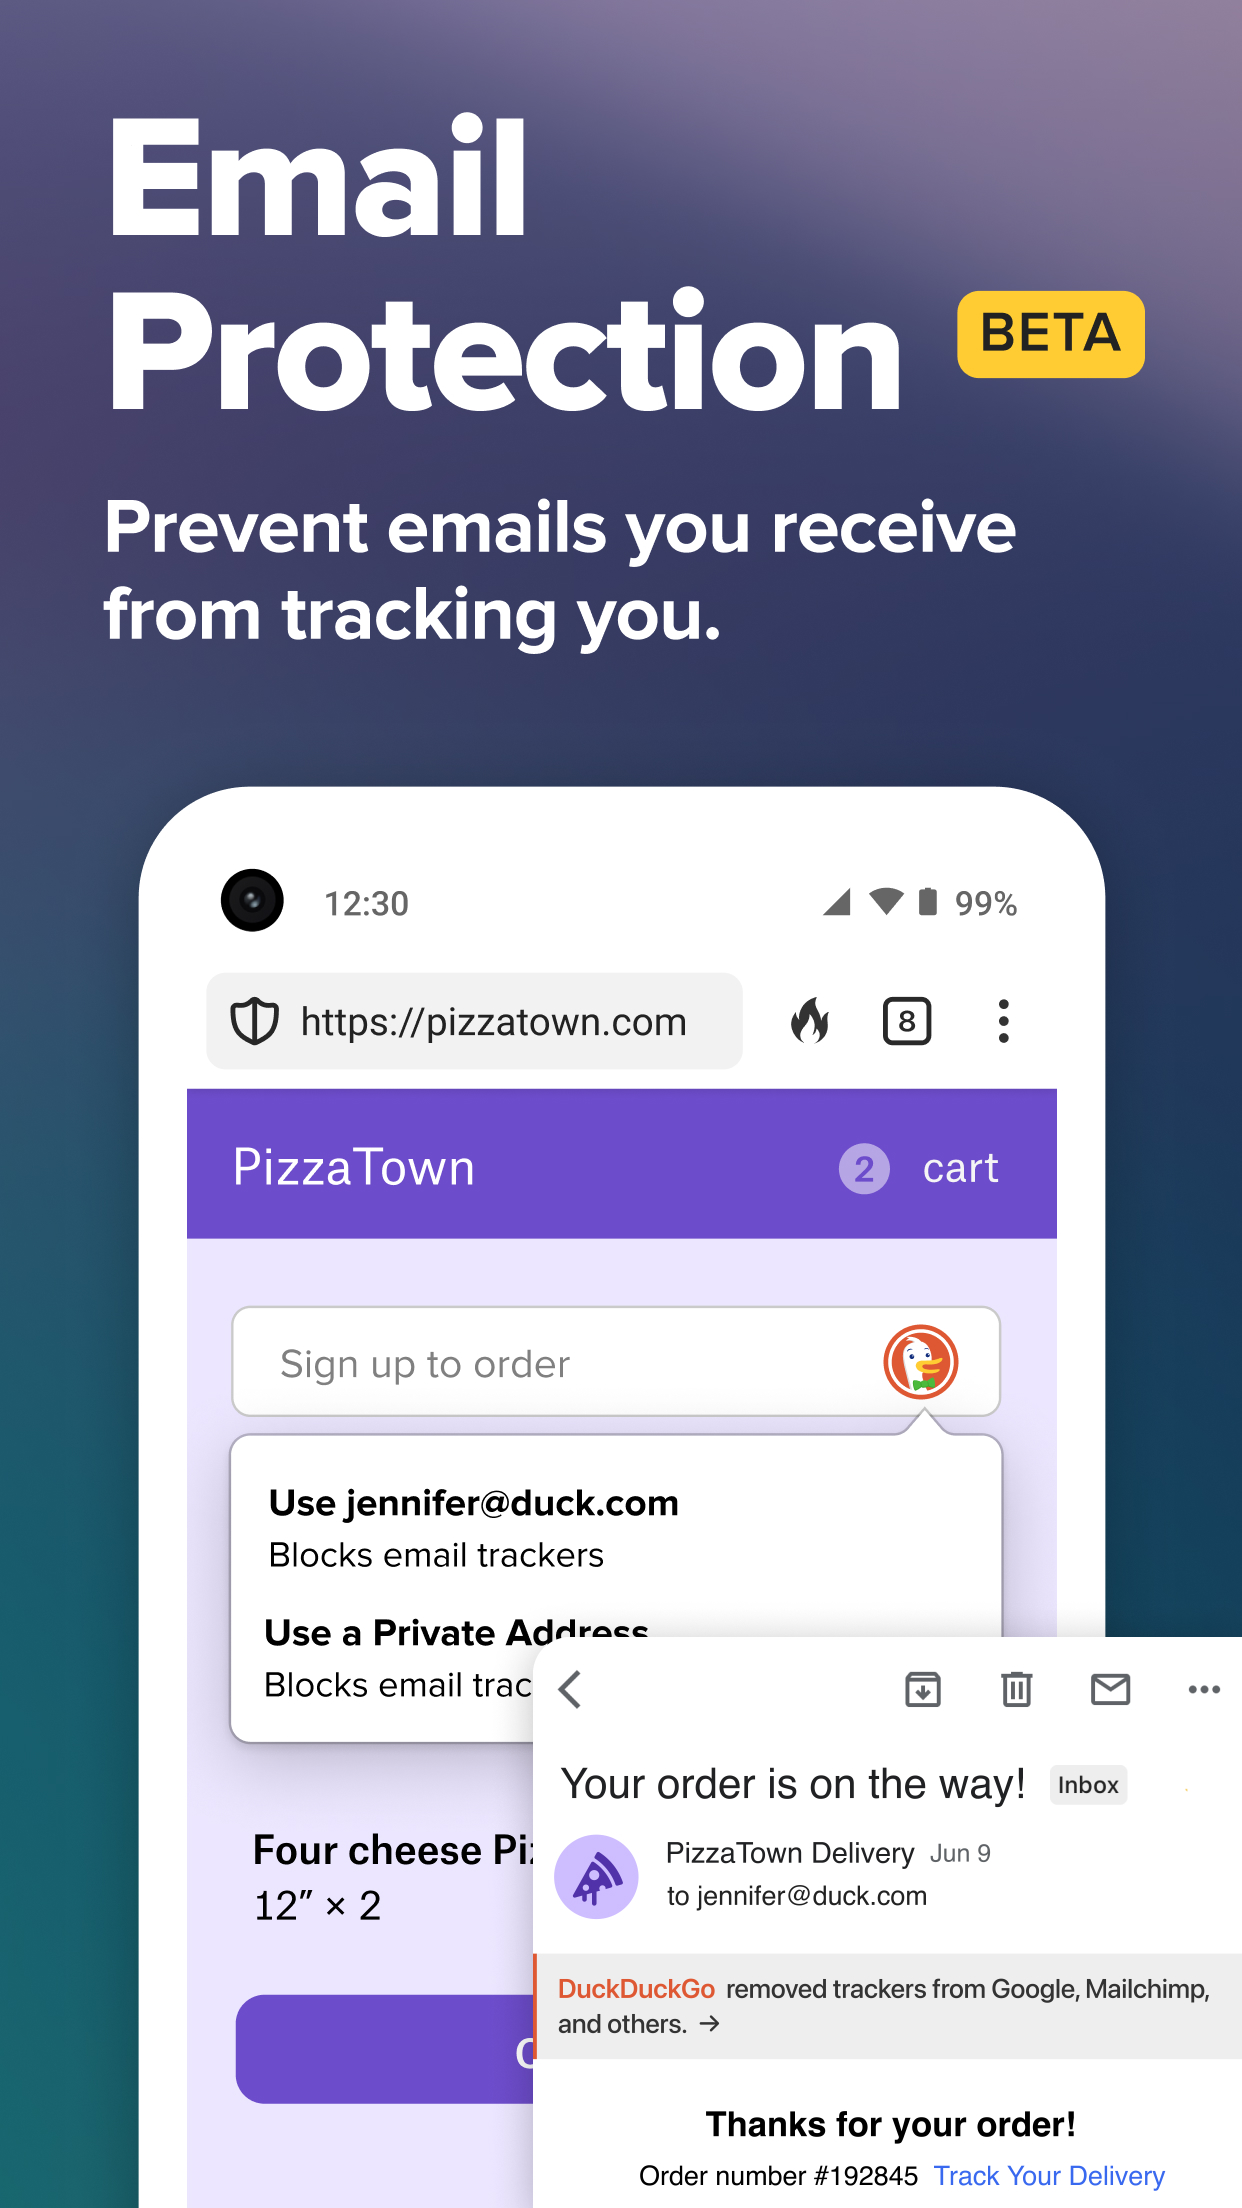 Email
Protection BETA
Prevent emails you receive
from tracking you.
12:30 99%
https://pizzatown.com 8
PizzaTown 2 cart
Sign up to order
Use jennifer@duck.com
Blocks email trackers
Use a Private Address
Blocks email trac
Your order is on the way! Inbox
PizzaTown Delivery Jun 9
to jennifer@duck.com
Four cheese Piz
12″ × 2
DuckDuckGo removed trackers from Google, Mailchimp,
and others. →
Thanks for your order!
Order number #192845 Track Your Delivery